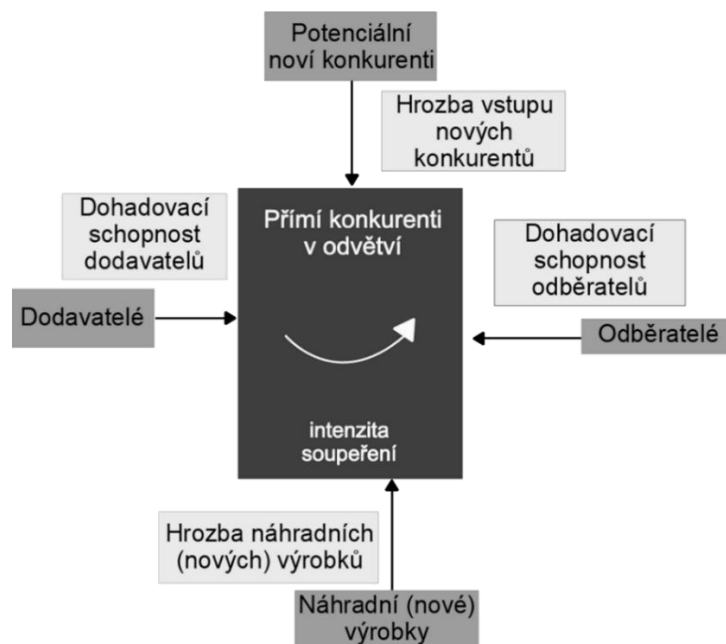 Potenciální
noví konkurenti
Hrozba vstupu
nových
konkurentů
Dohadovací
schopnost
dodavatelů
Přímí konkurenti
v odvětví
Dohadovací
schopnost
odběratelů
Dodavatelé
Odběratelé
intenzita
soupeření
Hrozba náhradních
(nových) výrobků
Náhradní (nové)
výrobky